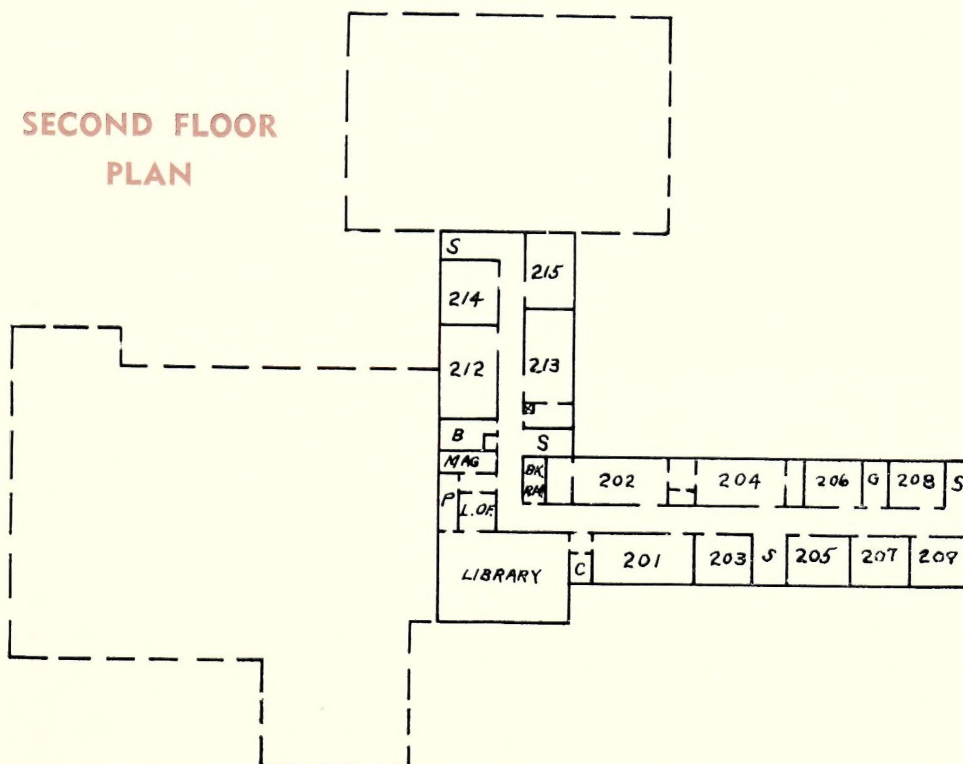 SECOND FLOOR
PLAN
S
215
214
212
213
B
S
MAG
BK
RM
202
204
206
G
208
S
P
L. OF.
LIBRARY
C
201
203
S
205
207
209